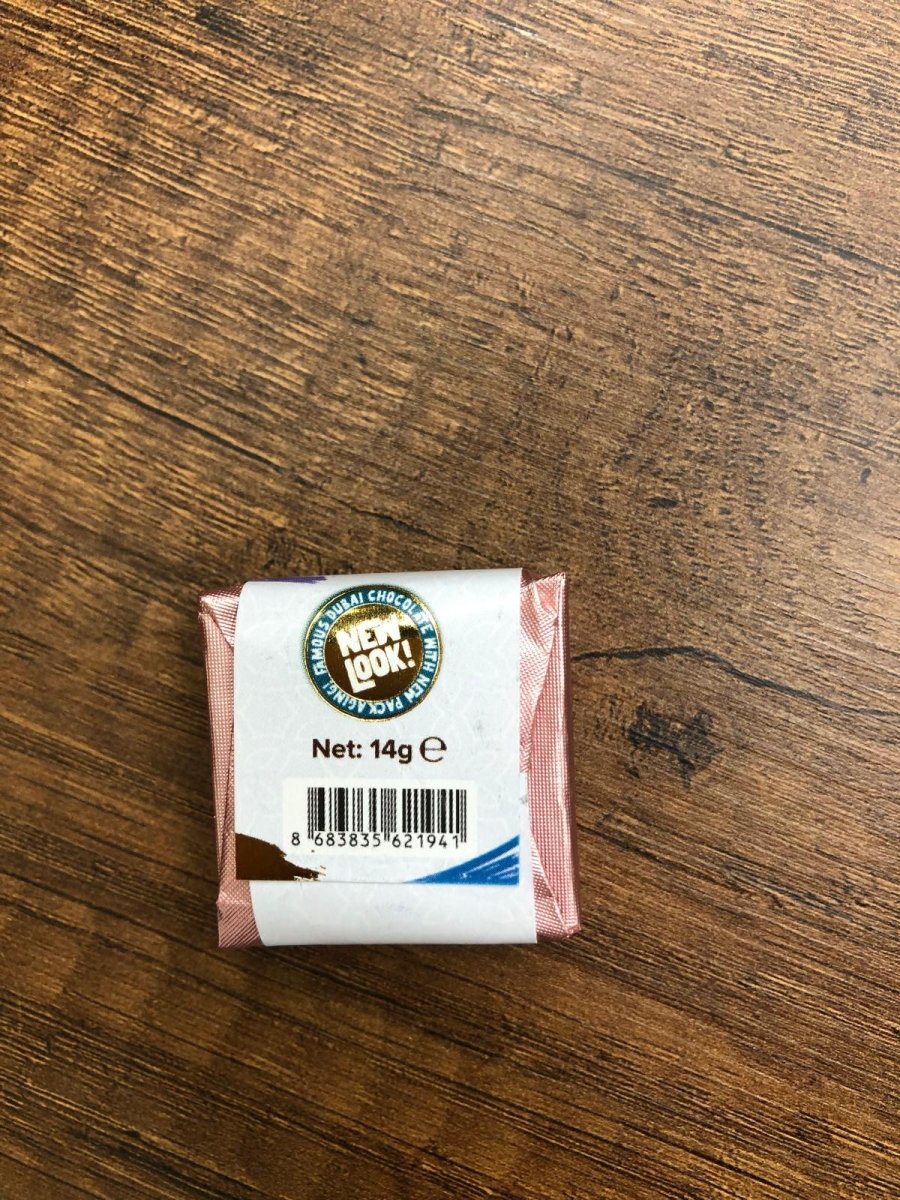 FAMOUS DUBAI CHOCOLATE WITH NEW PACKAGING!
NEW
LOOK!
Net: 14g ℮
8 683835 621941